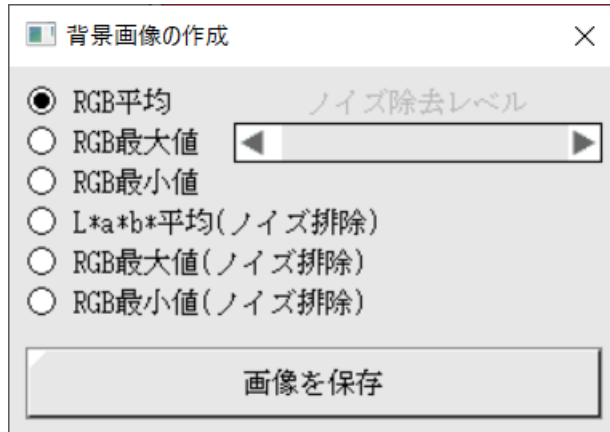 背景画像の作成
RGB平均
ノイズ除去レベル
RGB最大値
RGB最小値
L*a*b*平均(ノイズ排除)
RGB最大値(ノイズ排除)
RGB最小値(ノイズ排除)
画像を保存